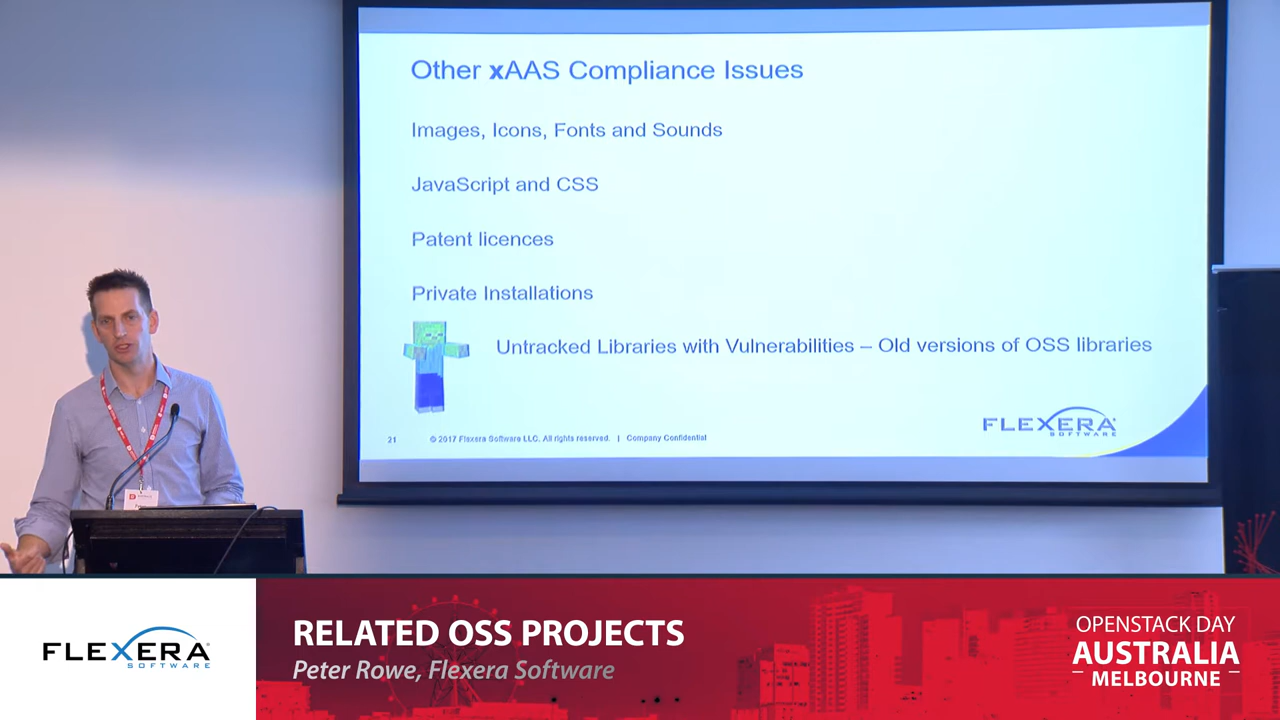 Other xAAS Compliance Issues
Images, Icons, Fonts and Sounds
JavaScript and CSS
Patent licences
Private Installations
Untracked Libraries with Vulnerabilities – Old versions of OSS libraries
21 © 2017 Flexera Software LLC. All rights reserved. | Company Confidential
FLEXERA
SOFTWARE
FLEXERA
SOFTWARE
RELATED OSS PROJECTS
Peter Rowe, Flexera Software
OPENSTACK DAY
AUSTRALIA
MELBOURNE